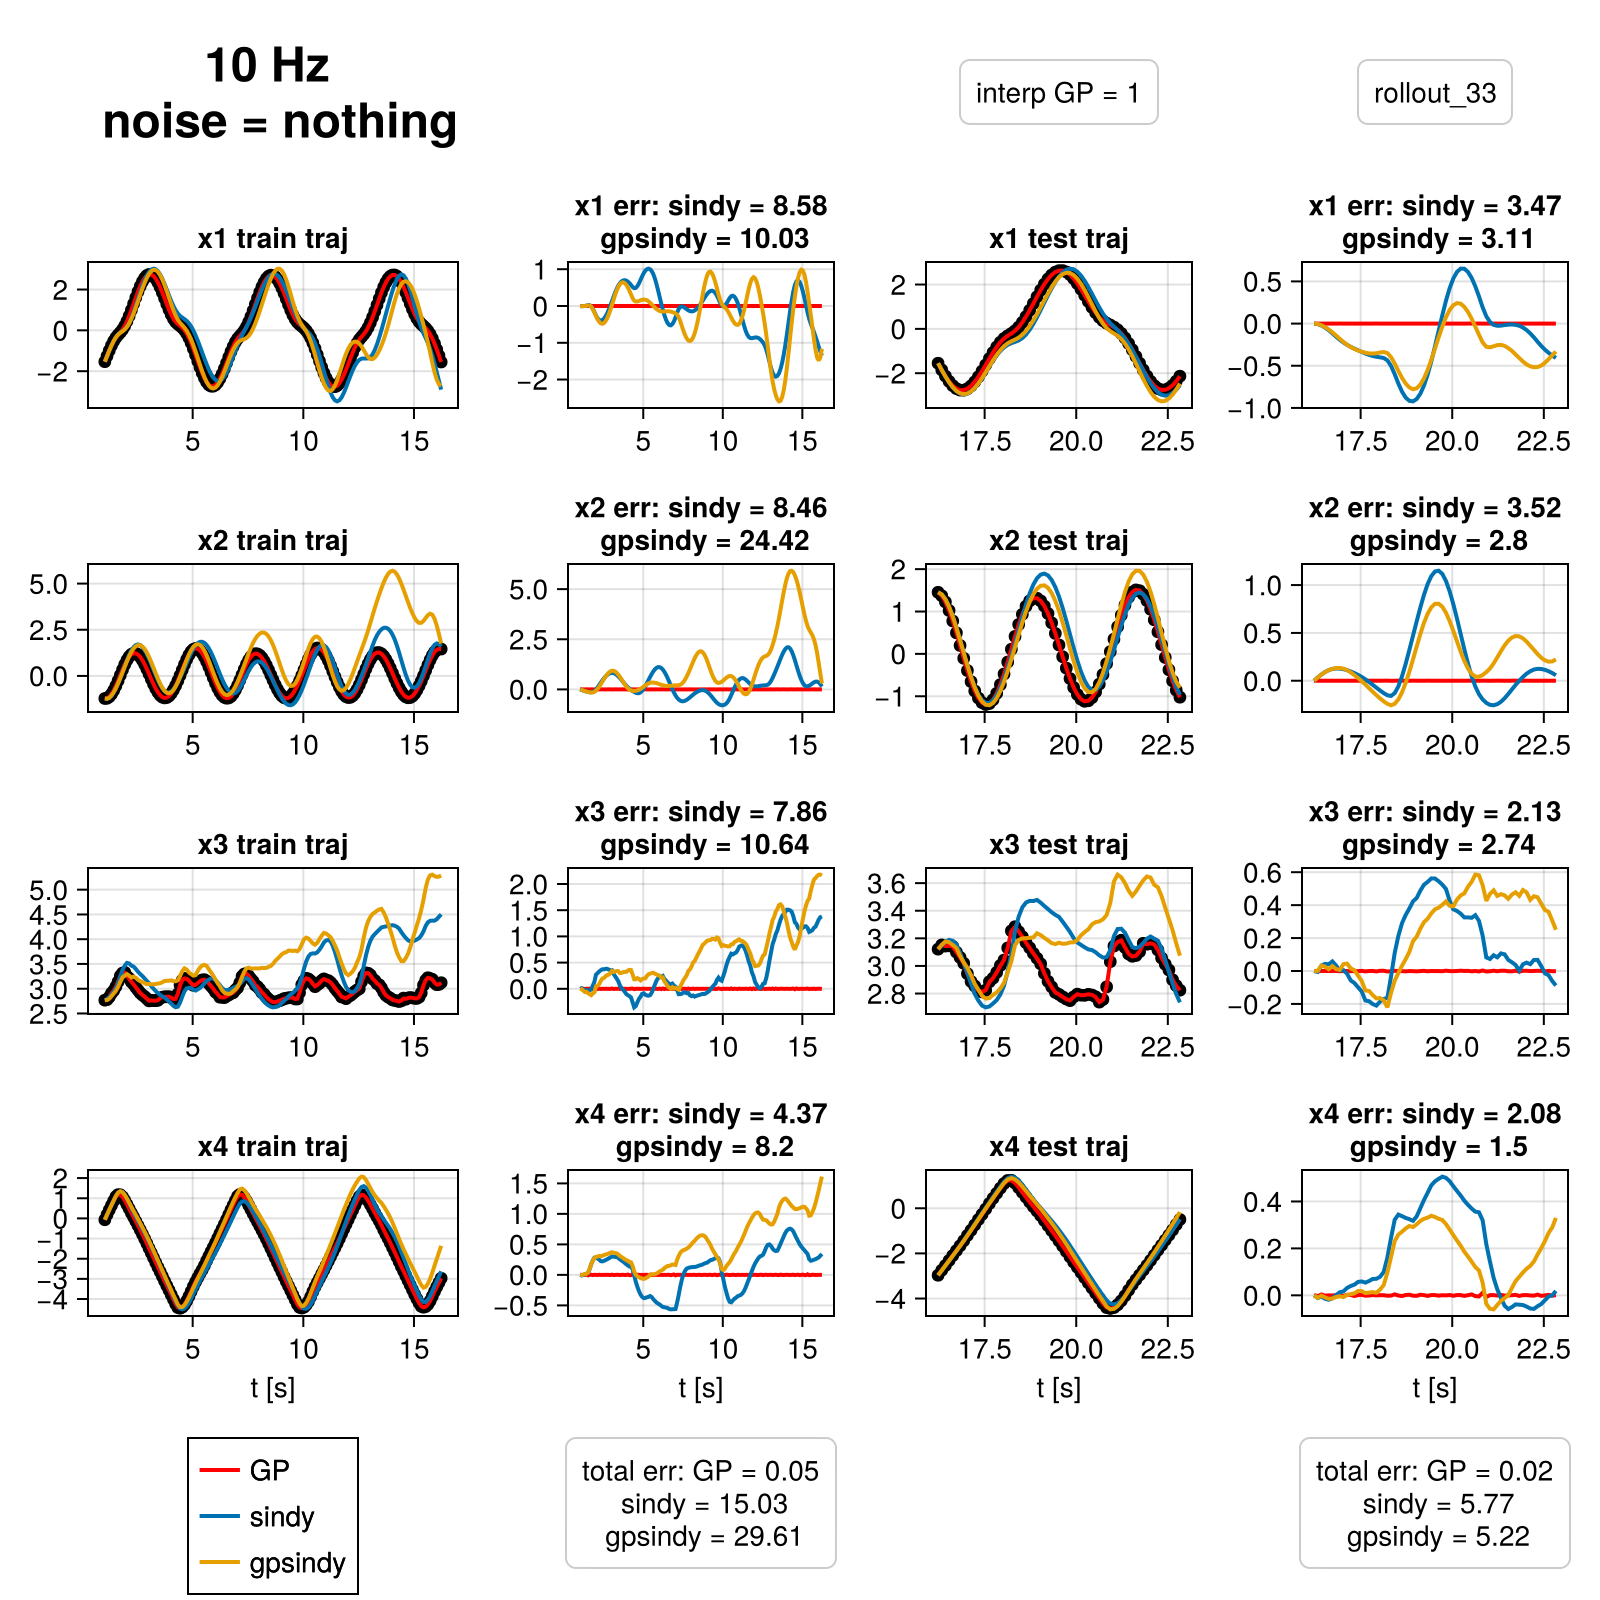 10 Hz
noise = nothing
interp GP = 1
rollout_33
x1 train traj
2
0
−2
5
10
15
x1 err: sindy = 8.58
gpsindy = 10.03
1
0
−1
−2
5
10
15
x1 test traj
2
0
−2
17.5
20.0
22.5
x1 err: sindy = 3.47
gpsindy = 3.11
0.5
0.0
−0.5
−1.0
17.5
20.0
22.5
x2 train traj
5.0
2.5
0.0
5
10
15
x2 err: sindy = 8.46
gpsindy = 24.42
5.0
2.5
0.0
5
10
15
x2 test traj
2
1
0
−1
17.5
20.0
22.5
x2 err: sindy = 3.52
gpsindy = 2.8
1.0
0.5
0.0
17.5
20.0
22.5
x3 train traj
5.0
4.5
4.0
3.5
3.0
2.5
5
10
15
x3 err: sindy = 7.86
gpsindy = 10.64
2.0
1.5
1.0
0.5
0.0
5
10
15
x3 test traj
3.6
3.4
3.2
3.0
2.8
17.5
20.0
22.5
x3 err: sindy = 2.13
gpsindy = 2.74
0.6
0.4
0.2
0.0
−0.2
17.5
20.0
22.5
x4 train traj
2
1
0
−1
−2
−3
−4
5
10
15
t [s]
x4 err: sindy = 4.37
gpsindy = 8.2
1.5
1.0
0.5
0.0
−0.5
5
10
15
t [s]
x4 test traj
0
−2
−4
17.5
20.0
22.5
t [s]
x4 err: sindy = 2.08
gpsindy = 1.5
0.4
0.2
0.0
17.5
20.0
22.5
t [s]
GP
sindy
gpsindy
total err: GP = 0.05
sindy = 15.03
gpsindy = 29.61
total err: GP = 0.02
sindy = 5.77
gpsindy = 5.22